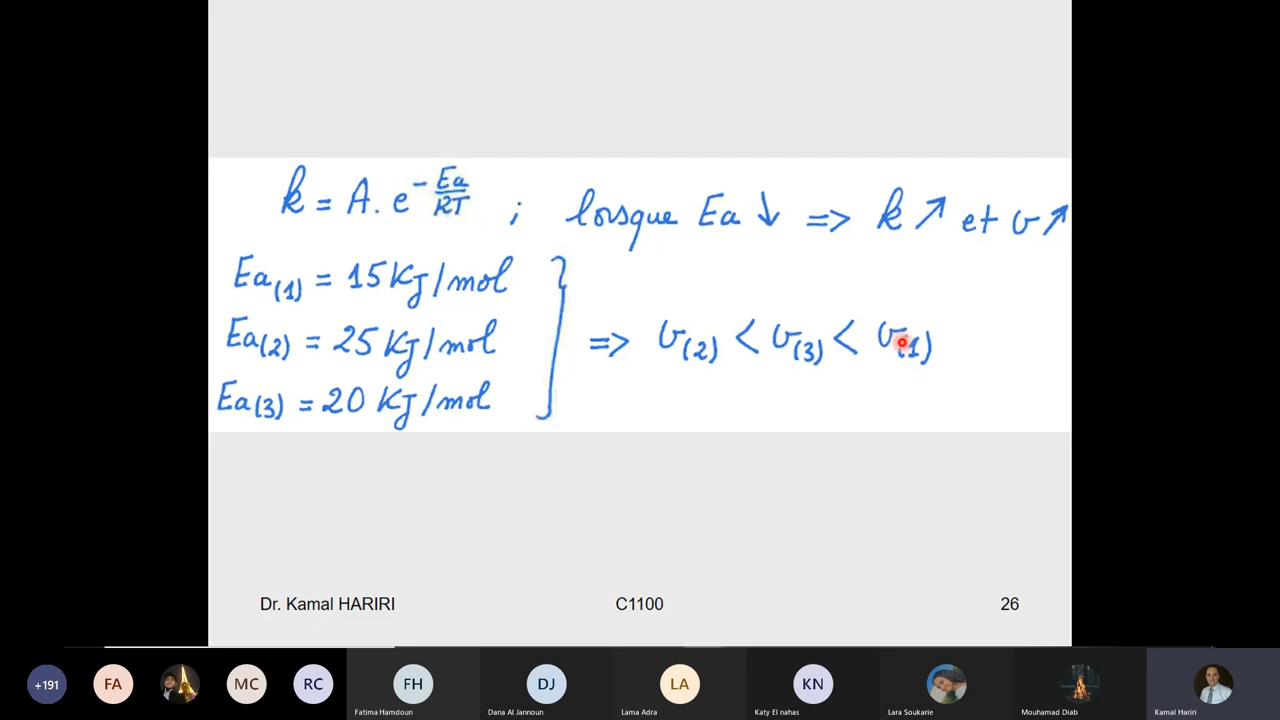 k = A. e^{-Ea/RT} ; lorsque Ea ↓ => k ↗ et v ↗
Ea(1) = 15 KJ/mol
Ea(2) = 25 KJ/mol
Ea(3) = 20 KJ/mol
=> v(2) < v(3) < v(1)
Dr. Kamal HARIRI C1100 26
+191 FA MC RC FH DJ LA KN
Fatima Hamdoun Dana Al Jannoun Lama Adra Katy El nahas Lara Soukarie Mouhamad Diab Kamal Hariri